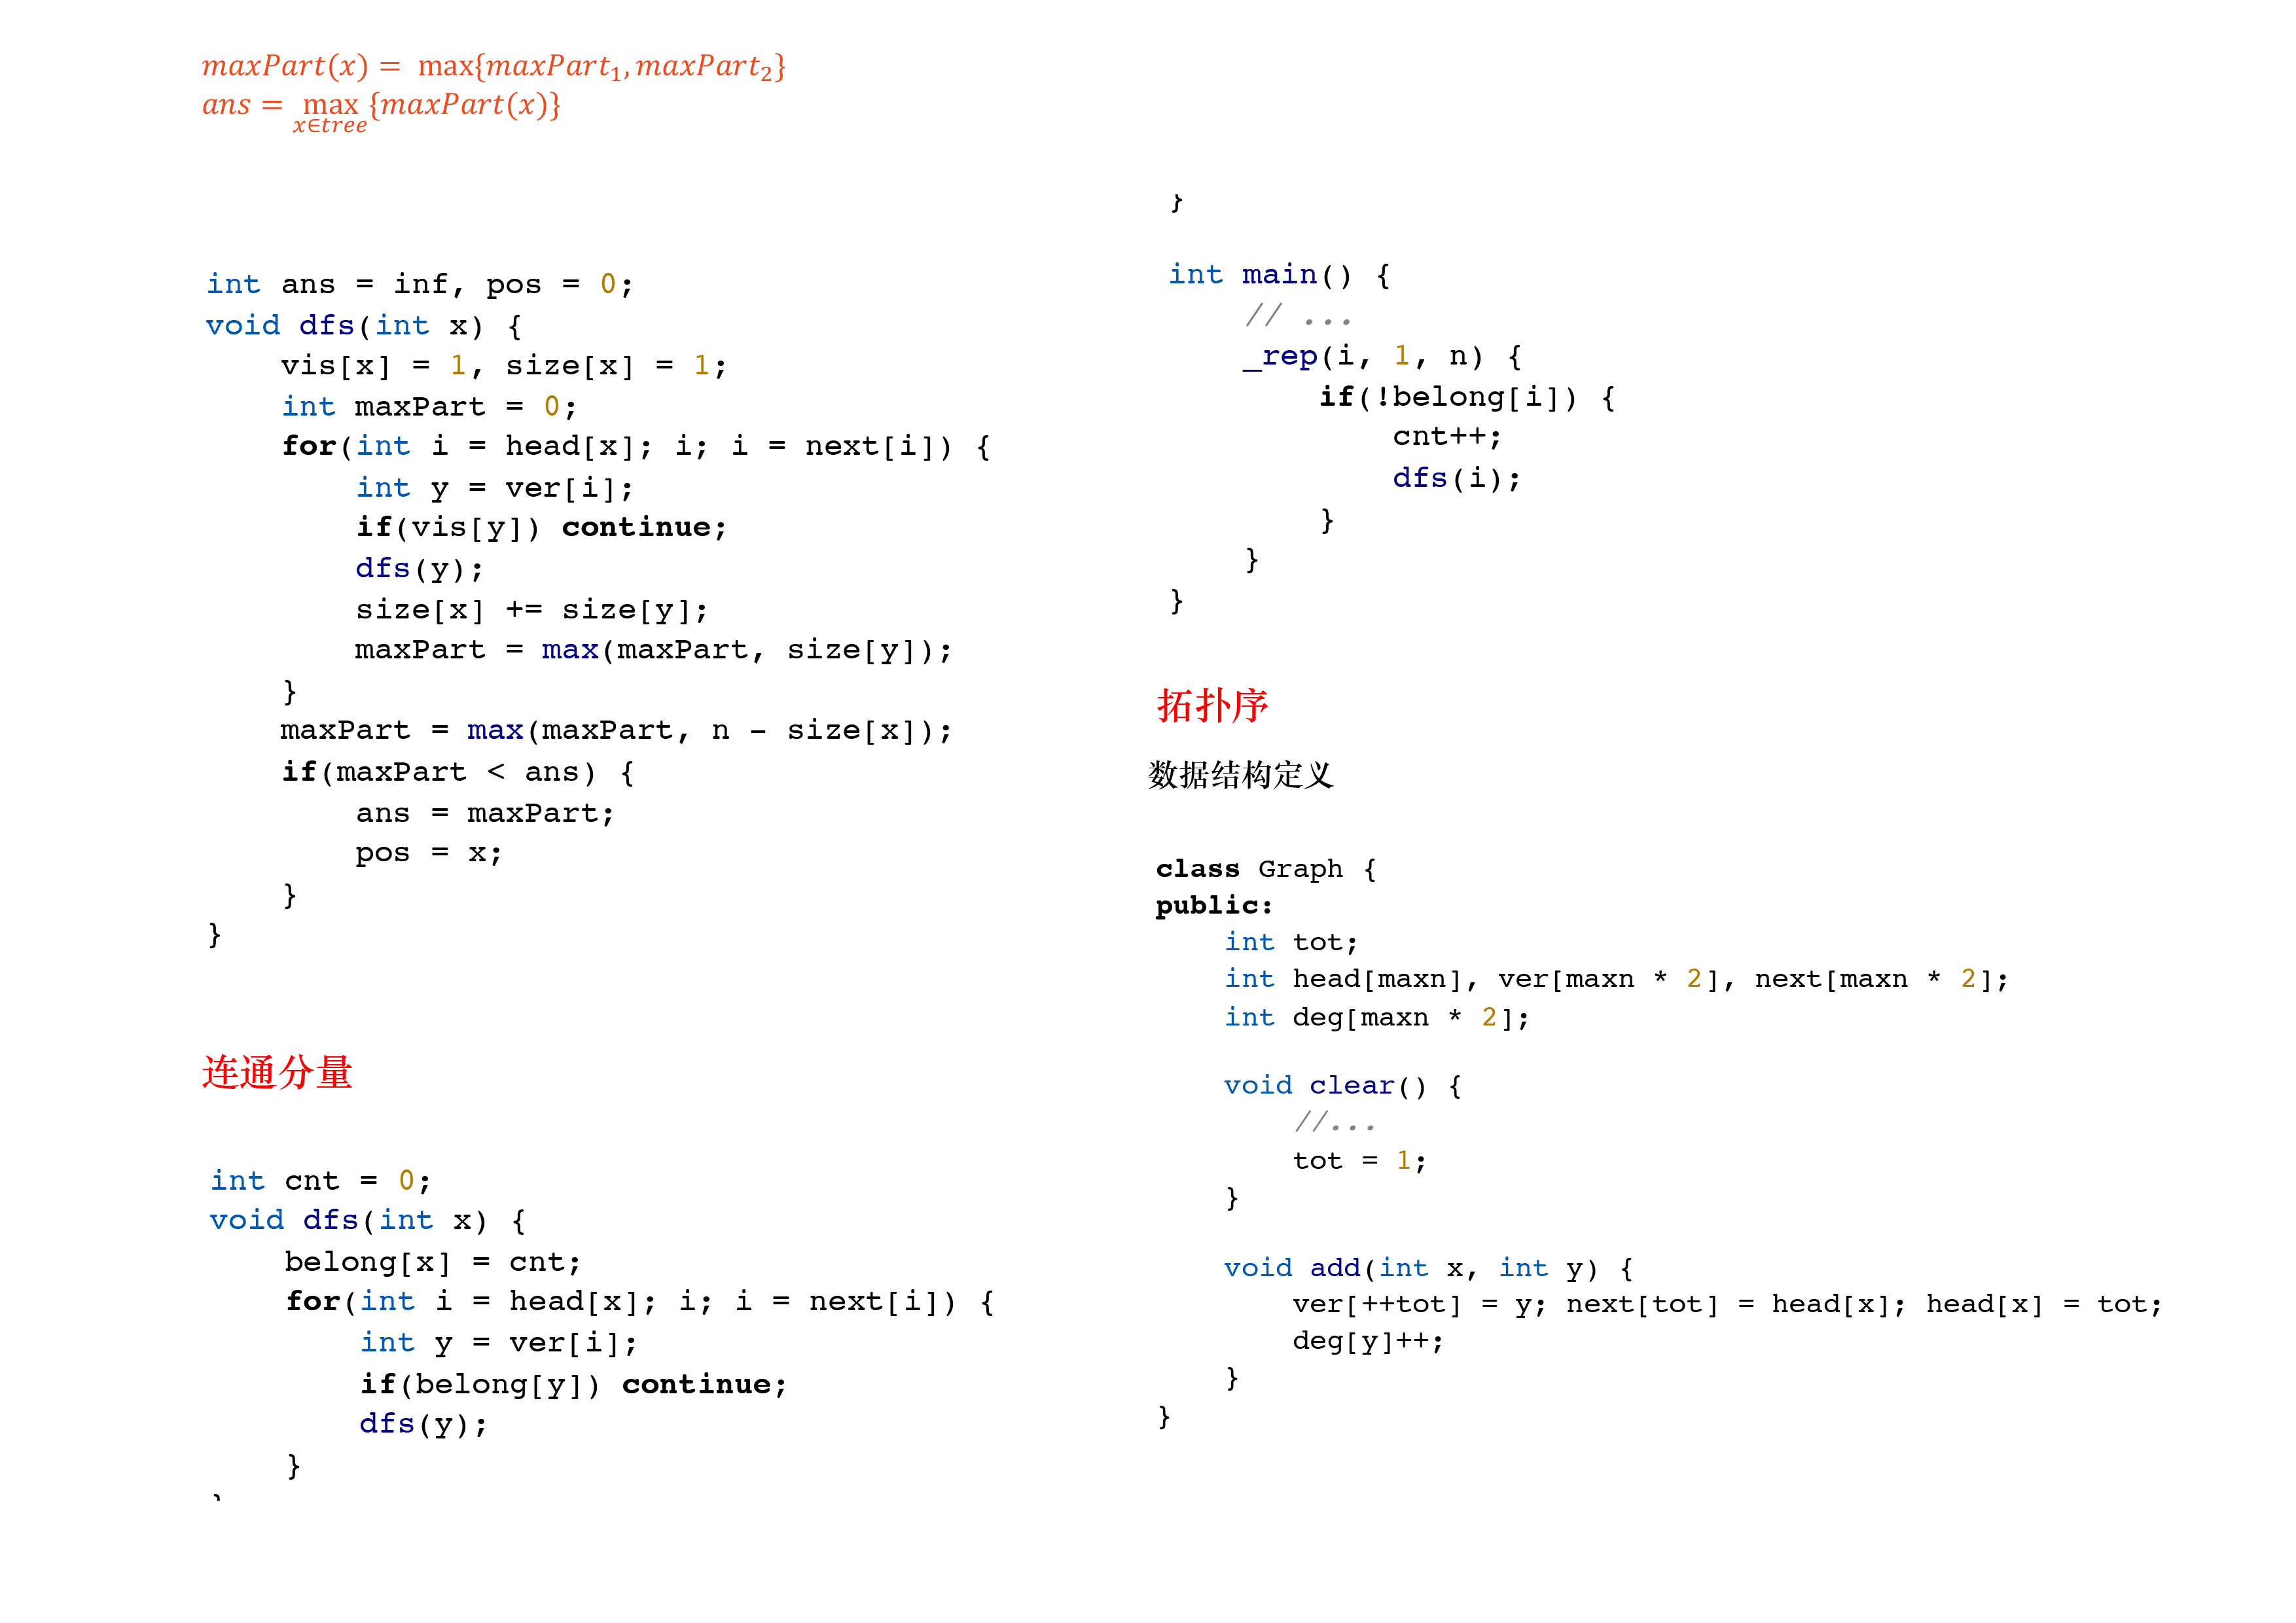 maxPart(x) = max{maxPart₁, maxPart₂}
ans = max{maxPart(x)}
x∈tree
int ans = inf, pos = 0;
void dfs(int x) {
    vis[x] = 1, size[x] = 1;
    int maxPart = 0;
    for(int i = head[x]; i; i = next[i]) {
        int y = ver[i];
        if(vis[y]) continue;
        dfs(y);
        size[x] += size[y];
        maxPart = max(maxPart, size[y]);
    }
    maxPart = max(maxPart, n - size[x]);
    if(maxPart < ans) {
        ans = maxPart;
        pos = x;
    }
}
连通分量
int cnt = 0;
void dfs(int x) {
    belong[x] = cnt;
    for(int i = head[x]; i; i = next[i]) {
        int y = ver[i];
        if(belong[y]) continue;
        dfs(y);
    }
}
int main() {
    // ...
    _rep(i, 1, n) {
        if(!belong[i]) {
            cnt++;
            dfs(i);
        }
    }
}
拓扑序
数据结构定义
class Graph {
public:
    int tot;
    int head[maxn], ver[maxn * 2], next[maxn * 2];
    int deg[maxn * 2];
    void clear() {
        //...
        tot = 1;
    }
    void add(int x, int y) {
        ver[++tot] = y; next[tot] = head[x]; head[x] = tot;
        deg[y]++;
    }
}